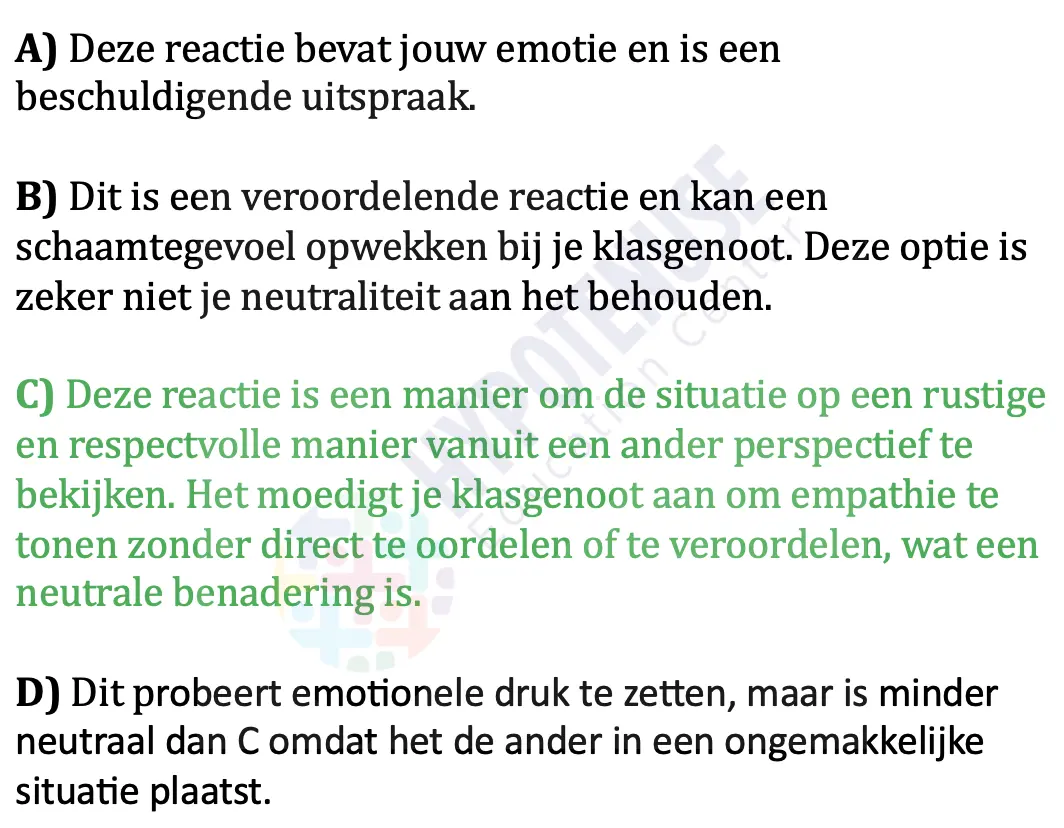 A) Deze reactie bevat jouw emotie en is een
beschuldigende uitspraak.
B) Dit is een veroordelende reactie en kan een
schaamtegevoel opwekken bij je klasgenoot. Deze optie is
zeker niet je neutraliteit aan het behouden.
C) Deze reactie is een manier om de situatie op een rustige
en respectvolle manier vanuit een ander perspectief te
bekijken. Het moedigt je klasgenoot aan om empathie te
tonen zonder direct te oordelen of te veroordelen, wat een
neutrale benadering is.
D) Dit probeert emotionele druk te zetten, maar is minder
neutraal dan C omdat het de ander in een ongemakkelijke
situatie plaatst.
HYPOTENUSE
Education Center